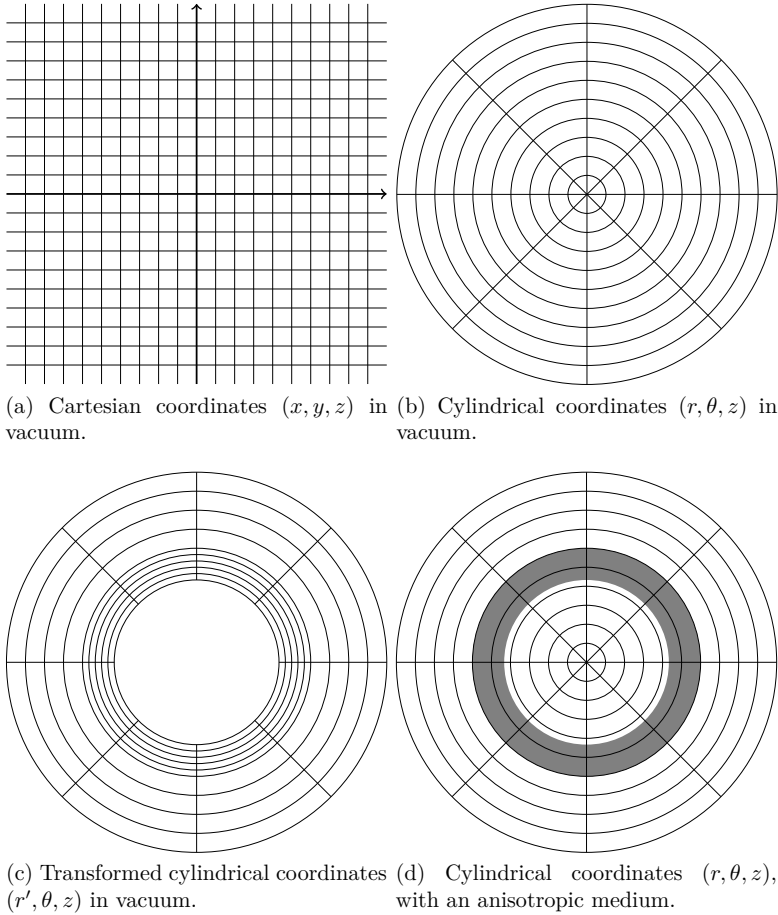 (a) Cartesian coordinates (x, y, z) in
vacuum.
(b) Cylindrical coordinates (r, θ, z) in
vacuum.
(c) Transformed cylindrical coordinates
(r′, θ, z) in vacuum.
(d) Cylindrical coordinates (r, θ, z),
with an anisotropic medium.